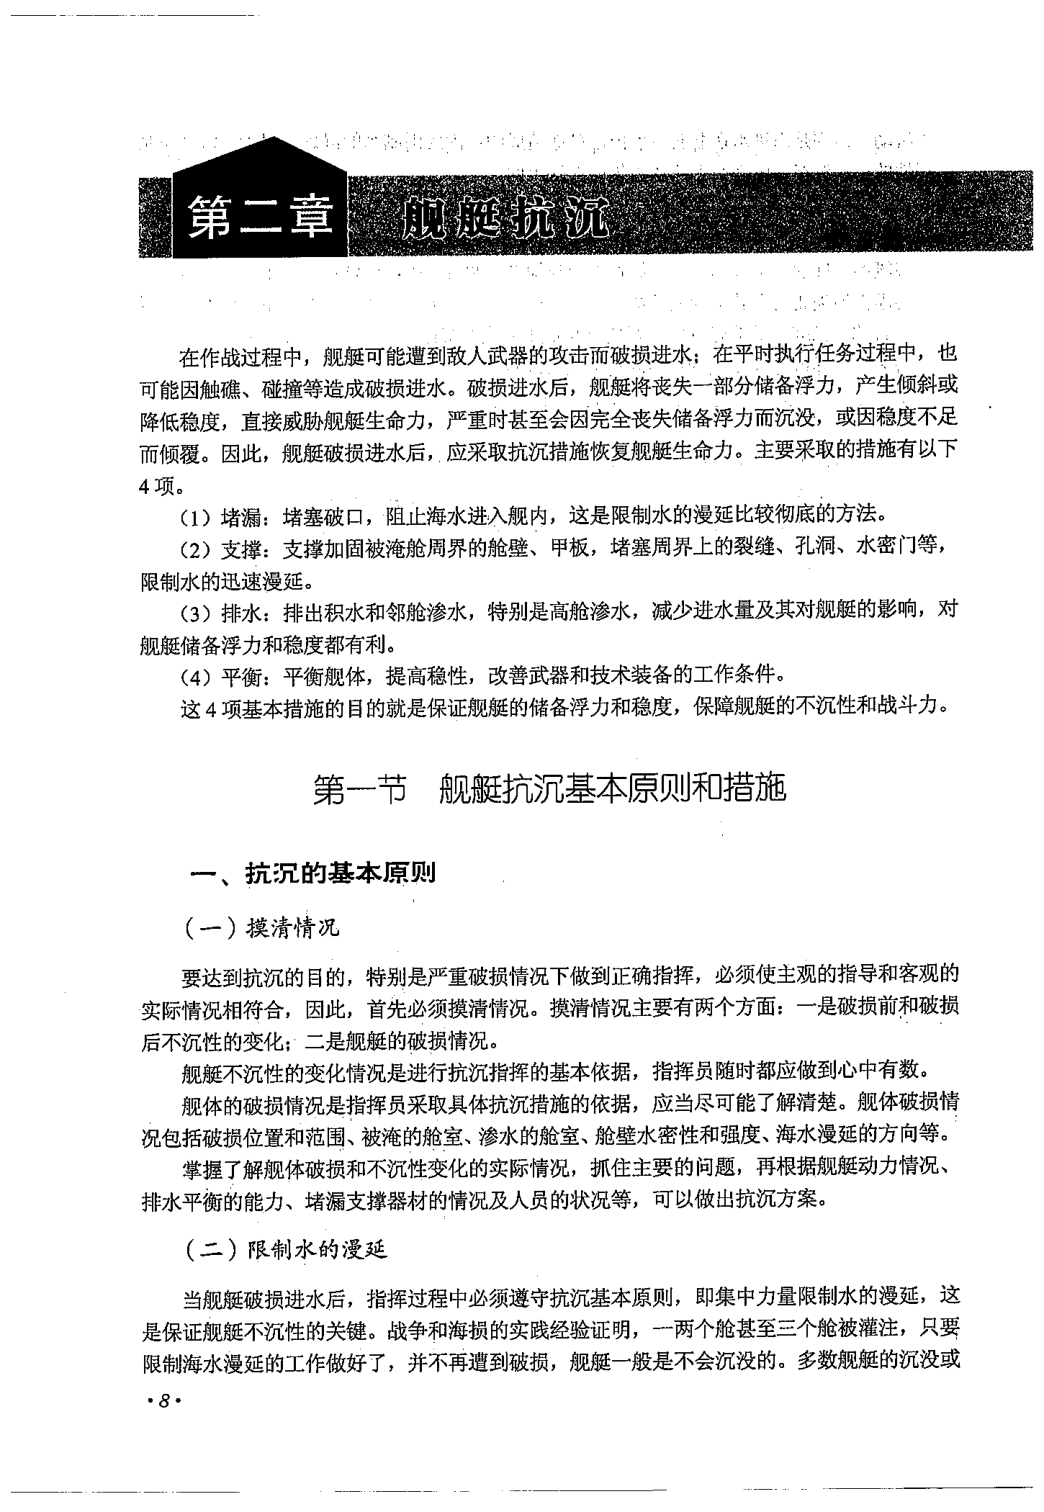 第二章 舰艇抗沉
在作战过程中，舰艇可能遭到敌人武器的攻击而破损进水；在平时执行任务过程中，也
可能因触礁、碰撞等造成破损进水。破损进水后，舰艇将丧失一部分储备浮力，产生倾斜或
降低稳度，直接威胁舰艇生命力，严重时甚至会因完全丧失储备浮力而沉没，或因稳度不足
而倾覆。因此，舰艇破损进水后，应采取抗沉措施恢复舰艇生命力。主要采取的措施有以下
4 项。
（1）堵漏：堵塞破口，阻止海水进入舰内，这是限制水的漫延比较彻底的方法。
（2）支撑：支撑加固被淹舱周界的舱壁、甲板，堵塞周界上的裂缝、孔洞、水密门等，
限制水的迅速漫延。
（3）排水：排出积水和邻舱渗水，特别是高舱渗水，减少进水量及其对舰艇的影响，对
舰艇储备浮力和稳度都有利。
（4）平衡：平衡舰体，提高稳性，改善武器和技术装备的工作条件。
这 4 项基本措施的目的就是保证舰艇的储备浮力和稳度，保障舰艇的不沉性和战斗力。
第一节 舰艇抗沉基本原则和措施
一、抗沉的基本原则
（一）摸清情况
要达到抗沉的目的，特别是严重破损情况下做到正确指挥，必须使主观的指导和客观的
实际情况相符合，因此，首先必须摸清情况。摸清情况主要有两个方面：一是破损前和破损
后不沉性的变化；二是舰艇的破损情况。
舰艇不沉性的变化情况是进行抗沉指挥的基本依据，指挥员随时都应做到心中有数。
舰体的破损情况是指挥员采取具体抗沉措施的依据，应当尽可能了解清楚。舰体破损情
况包括破损位置和范围、被淹的舱室、渗水的舱室、舱壁水密性和强度、海水漫延的方向等。
掌握了解舰体破损和不沉性变化的实际情况，抓住主要的问题，再根据舰艇动力情况、
排水平衡的能力、堵漏支撑器材的情况及人员的状况等，可以做出抗沉方案。
（二）限制水的漫延
当舰艇破损进水后，指挥过程中必须遵守抗沉基本原则，即集中力量限制水的漫延，这
是保证舰艇不沉性的关键。战争和海损的实践经验证明，一两个舱甚至三个舱被灌注，只要
限制海水漫延的工作做好了，并不再遭到破损，舰艇一般是不会沉没的。多数舰艇的沉没或
·8·